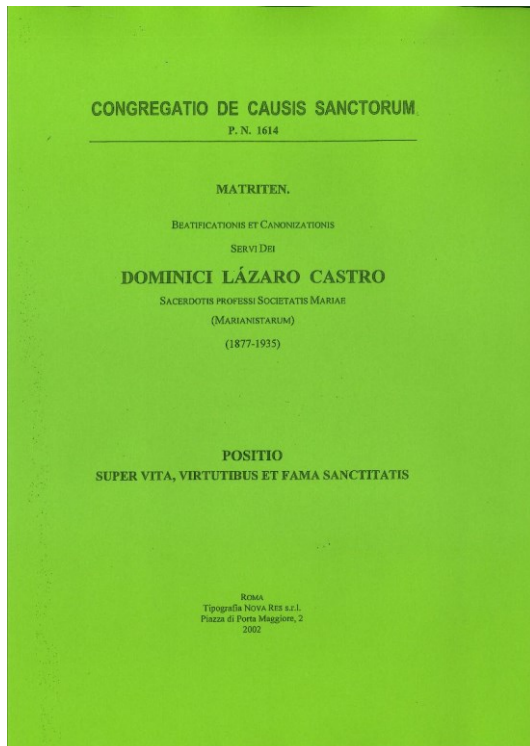 CONGREGATIO DE CAUSIS SANCTORUM
P. N. 1614
MATRITEN.
BEATIFICATIONIS ET CANONIZATIONIS
SERVI DEI
DOMINICI LÁZARO CASTRO
SACERDOTIS PROFESSI SOCIETATIS MARIAE
(MARIANISTARUM)
(1877-1935)
POSITIO
SUPER VITA, VIRTUTIBUS ET FAMA SANCTITATIS
ROMA
Tipografia NOVA RES s.r.l.
Piazza di Porta Maggiore, 2
2002